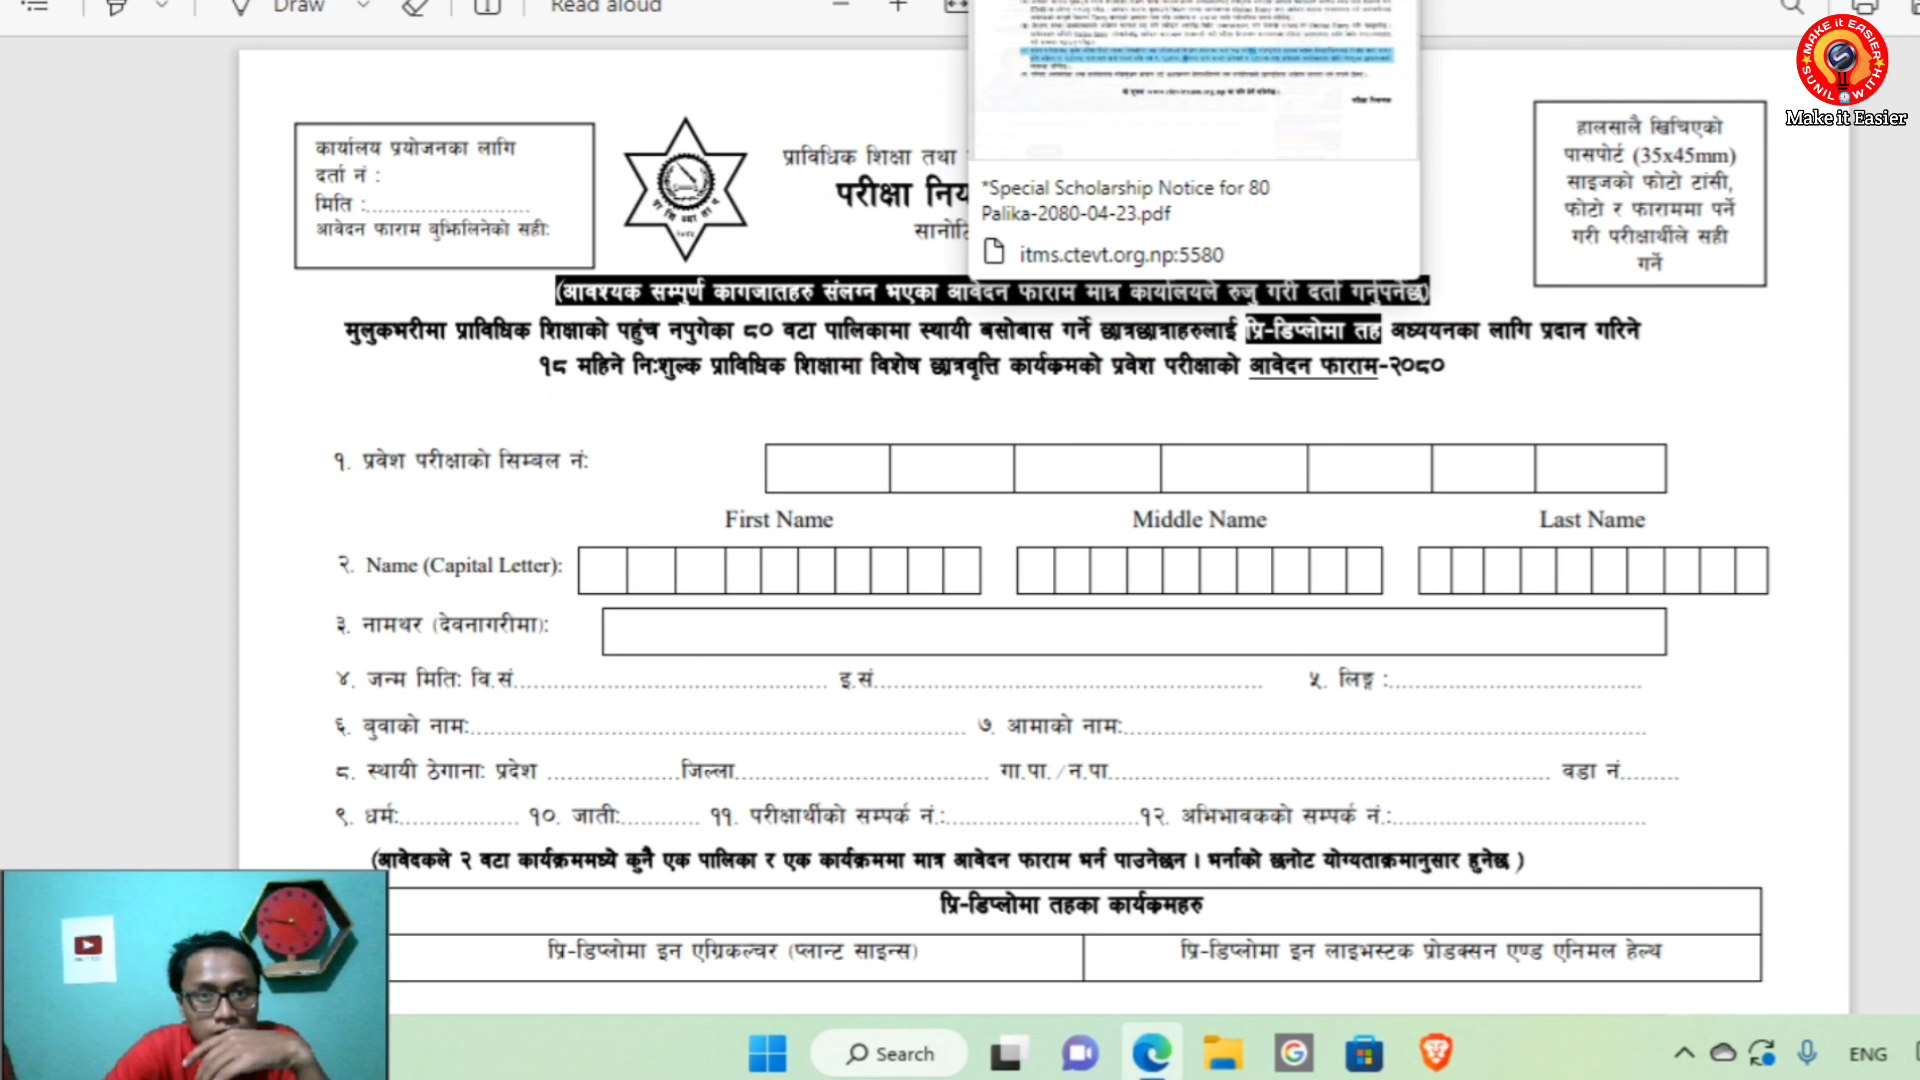 Draw
Read aloud
MAKE it EASIER
WITH SUNIL
Make it Easier
कार्यालय प्रयोजनका लागि
दर्ता नं :
मिति :
आवेदन फाराम बुझिलिनेको सही:
प्राविधिक शिक्षा तथा
परीक्षा निय
सानोठि
*Special Scholarship Notice for 80
Palika-2080-04-23.pdf
itms.ctevt.org.np:5580
हालसालै खिचिएको
पासपोर्ट (35x45mm)
साइजको फोटो टांसी,
फोटो र फाराममा पर्ने
गरी परीक्षार्थीले सही
गर्ने
(आवश्यक सम्पुर्ण कागजातहरु संलग्न भएका आवेदन फाराम मात्र कार्यालयले रुजु गरी दर्ता गर्नुपनेछ)
मुलुकभरीमा प्राविधिक शिक्षाको पहुंच नपुगेका ८० वटा पालिकामा स्थायी बसोबास गर्ने छात्रछात्राहरुलाई प्रि-डिप्लोमा तह अध्ययनका लागि प्रदान गरिने
१८ महिने नि:शुल्क प्राविधिक शिक्षामा विशेष छात्रवृत्ति कार्यक्रमको प्रवेश परीक्षाको आवेदन फाराम-२०८०
१. प्रवेश परीक्षाको सिम्बल नं:
First Name Middle Name Last Name
२. Name (Capital Letter):
३. नामथर (देवनागरीमा):
४. जन्म मिति: वि.सं. इ.सं. ५. लिङ्ग :
६. बुवाको नाम: ७. आमाको नाम:
८. स्थायी ठेगाना: प्रदेश जिल्ला गा.पा./न.पा. वडा नं.
९. धर्म: १०. जाती: ११. परीक्षार्थीको सम्पर्क नं.: १२. अभिभावकको सम्पर्क नं.:
(आवेदकले २ वटा कार्यक्रममध्ये कुनै एक पालिका र एक कार्यक्रममा मात्र आवेदन फाराम भर्न पाउनेछन । भर्नाको छनोट योग्यताक्रमानुसार हुनेछ )
प्रि-डिप्लोमा तहका कार्यक्रमहरु
प्रि-डिप्लोमा इन एग्रिकल्चर (प्लान्ट साइन्स) प्रि-डिप्लोमा इन लाइभस्टक प्रोडक्सन एण्ड एनिमल हेल्थ
Search
ENG